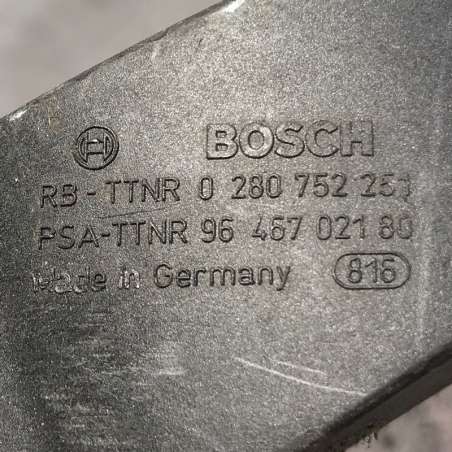 BOSCH
RB-TTNR 0 280 752 251
PSA-TTNR 96 467 021 80
Made in Germany 816